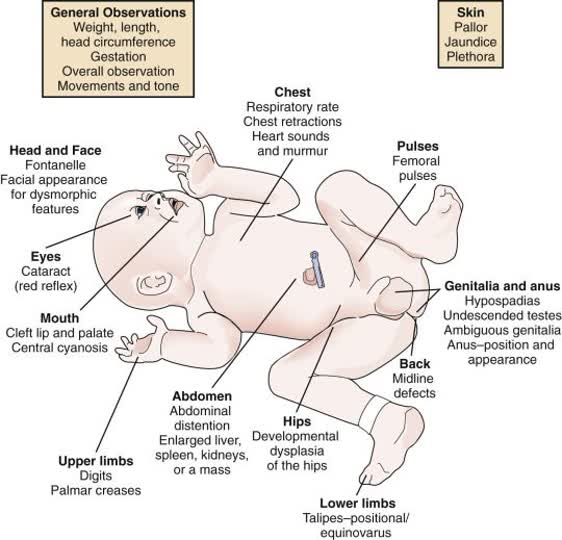 General Observations
Weight, length,
head circumference
Gestation
Overall observation
Movements and tone
Skin
Pallor
Jaundice
Plethora
Chest
Respiratory rate
Chest retractions
Heart sounds
and murmur
Head and Face
Fontanelle
Facial appearance
for dysmorphic
features
Pulses
Femoral
pulses
Eyes
Cataract
(red reflex)
Mouth
Cleft lip and palate
Central cyanosis
Genitalia and anus
Hypospadias
Undescended testes
Ambiguous genitalia
Anus–position and
appearance
Back
Midline
defects
Abdomen
Abdominal
distention
Enlarged liver,
spleen, kidneys,
or a mass
Hips
Developmental
dysplasia
of the hips
Upper limbs
Digits
Palmar creases
Lower limbs
Talipes–positional/
equinovarus